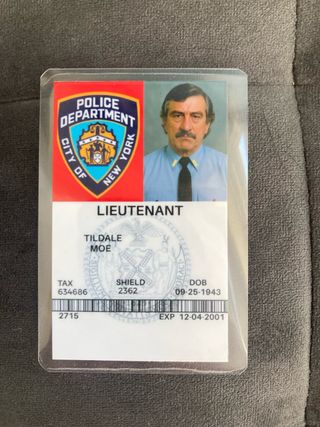 POLICE
DEPARTMENT
CITY OF NEW YORK
LIEUTENANT
TILDALE
MOE
TAX SHIELD DOB
634686 2362 09-25-1943
2715 EXP 12-04-2001